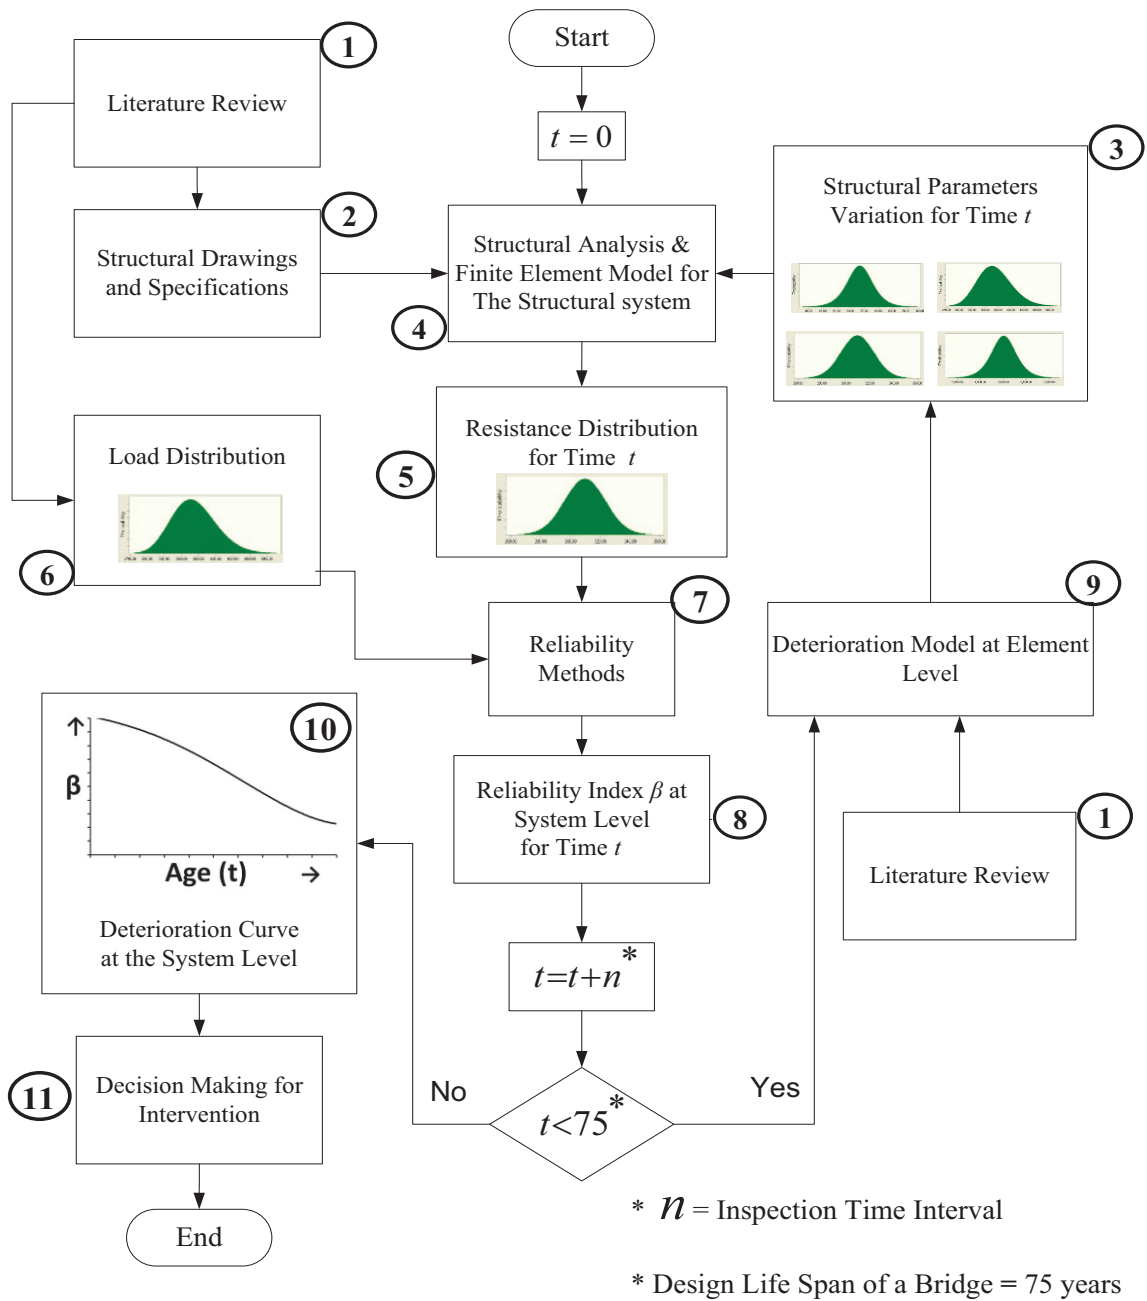 Start
1
Literature Review
t = 0
3
Structural Parameters
Variation for Time t
2
Structural Drawings
and Specifications
Structural Analysis &
Finite Element Model for
The Structural system
4
Resistance Distribution
for Time t
5
Load Distribution
6
7
Reliability
Methods
9
Deterioration Model at Element
Level
10
β
Age (t)
Deterioration Curve
at the System Level
Reliability Index β at
System Level
for Time t
8
1
Literature Review
t=t+n*
11
Decision Making for
Intervention
No
t<75*
Yes
End
* n = Inspection Time Interval
* Design Life Span of a Bridge = 75 years